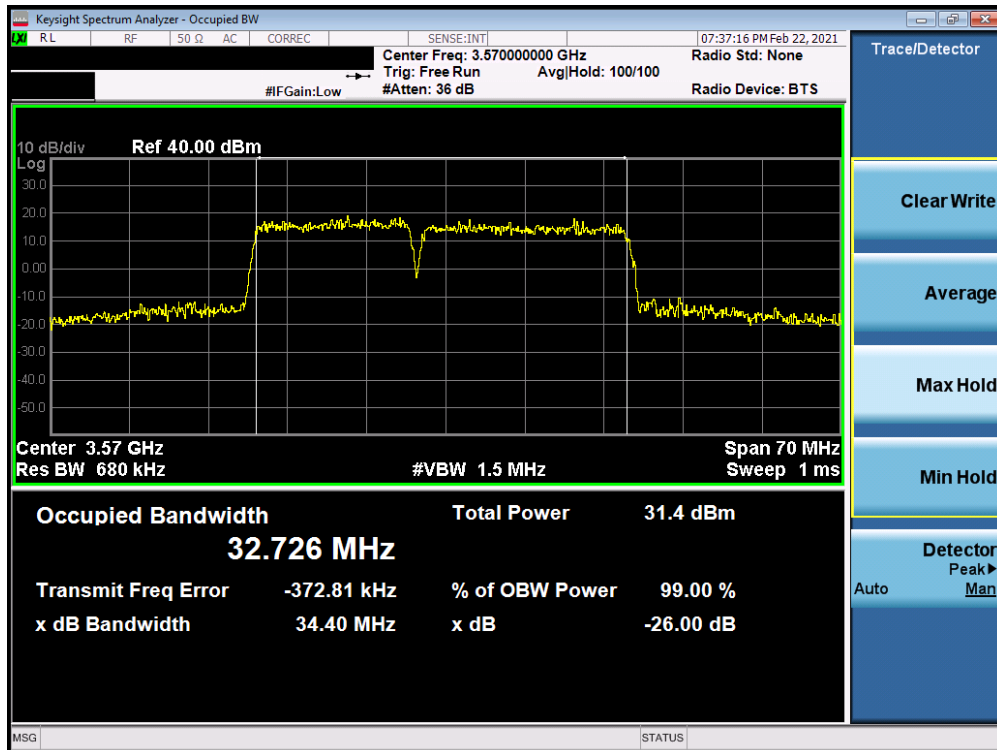 Keysight Spectrum Analyzer - Occupied BW
LXI RL RF 50 Ω AC CORREC SENSE:INT 07:37:16 PM Feb 22, 2021
Center Freq: 3.570000000 GHz Radio Std: None
Trig: Free Run Avg|Hold: 100/100
#IFGain:Low #Atten: 36 dB Radio Device: BTS
10 dB/div Ref 40.00 dBm
Log
30.0
20.0
10.0
0.00
-10.0
-20.0
-30.0
-40.0
-50.0
Center 3.57 GHz Span 70 MHz
Res BW 680 kHz #VBW 1.5 MHz Sweep 1 ms
Occupied Bandwidth Total Power 31.4 dBm
32.726 MHz
Transmit Freq Error -372.81 kHz % of OBW Power 99.00 %
x dB Bandwidth 34.40 MHz x dB -26.00 dB
MSG STATUS
Trace/Detector
Clear Write
Average
Max Hold
Min Hold
Detector
Peak▶
Auto Man